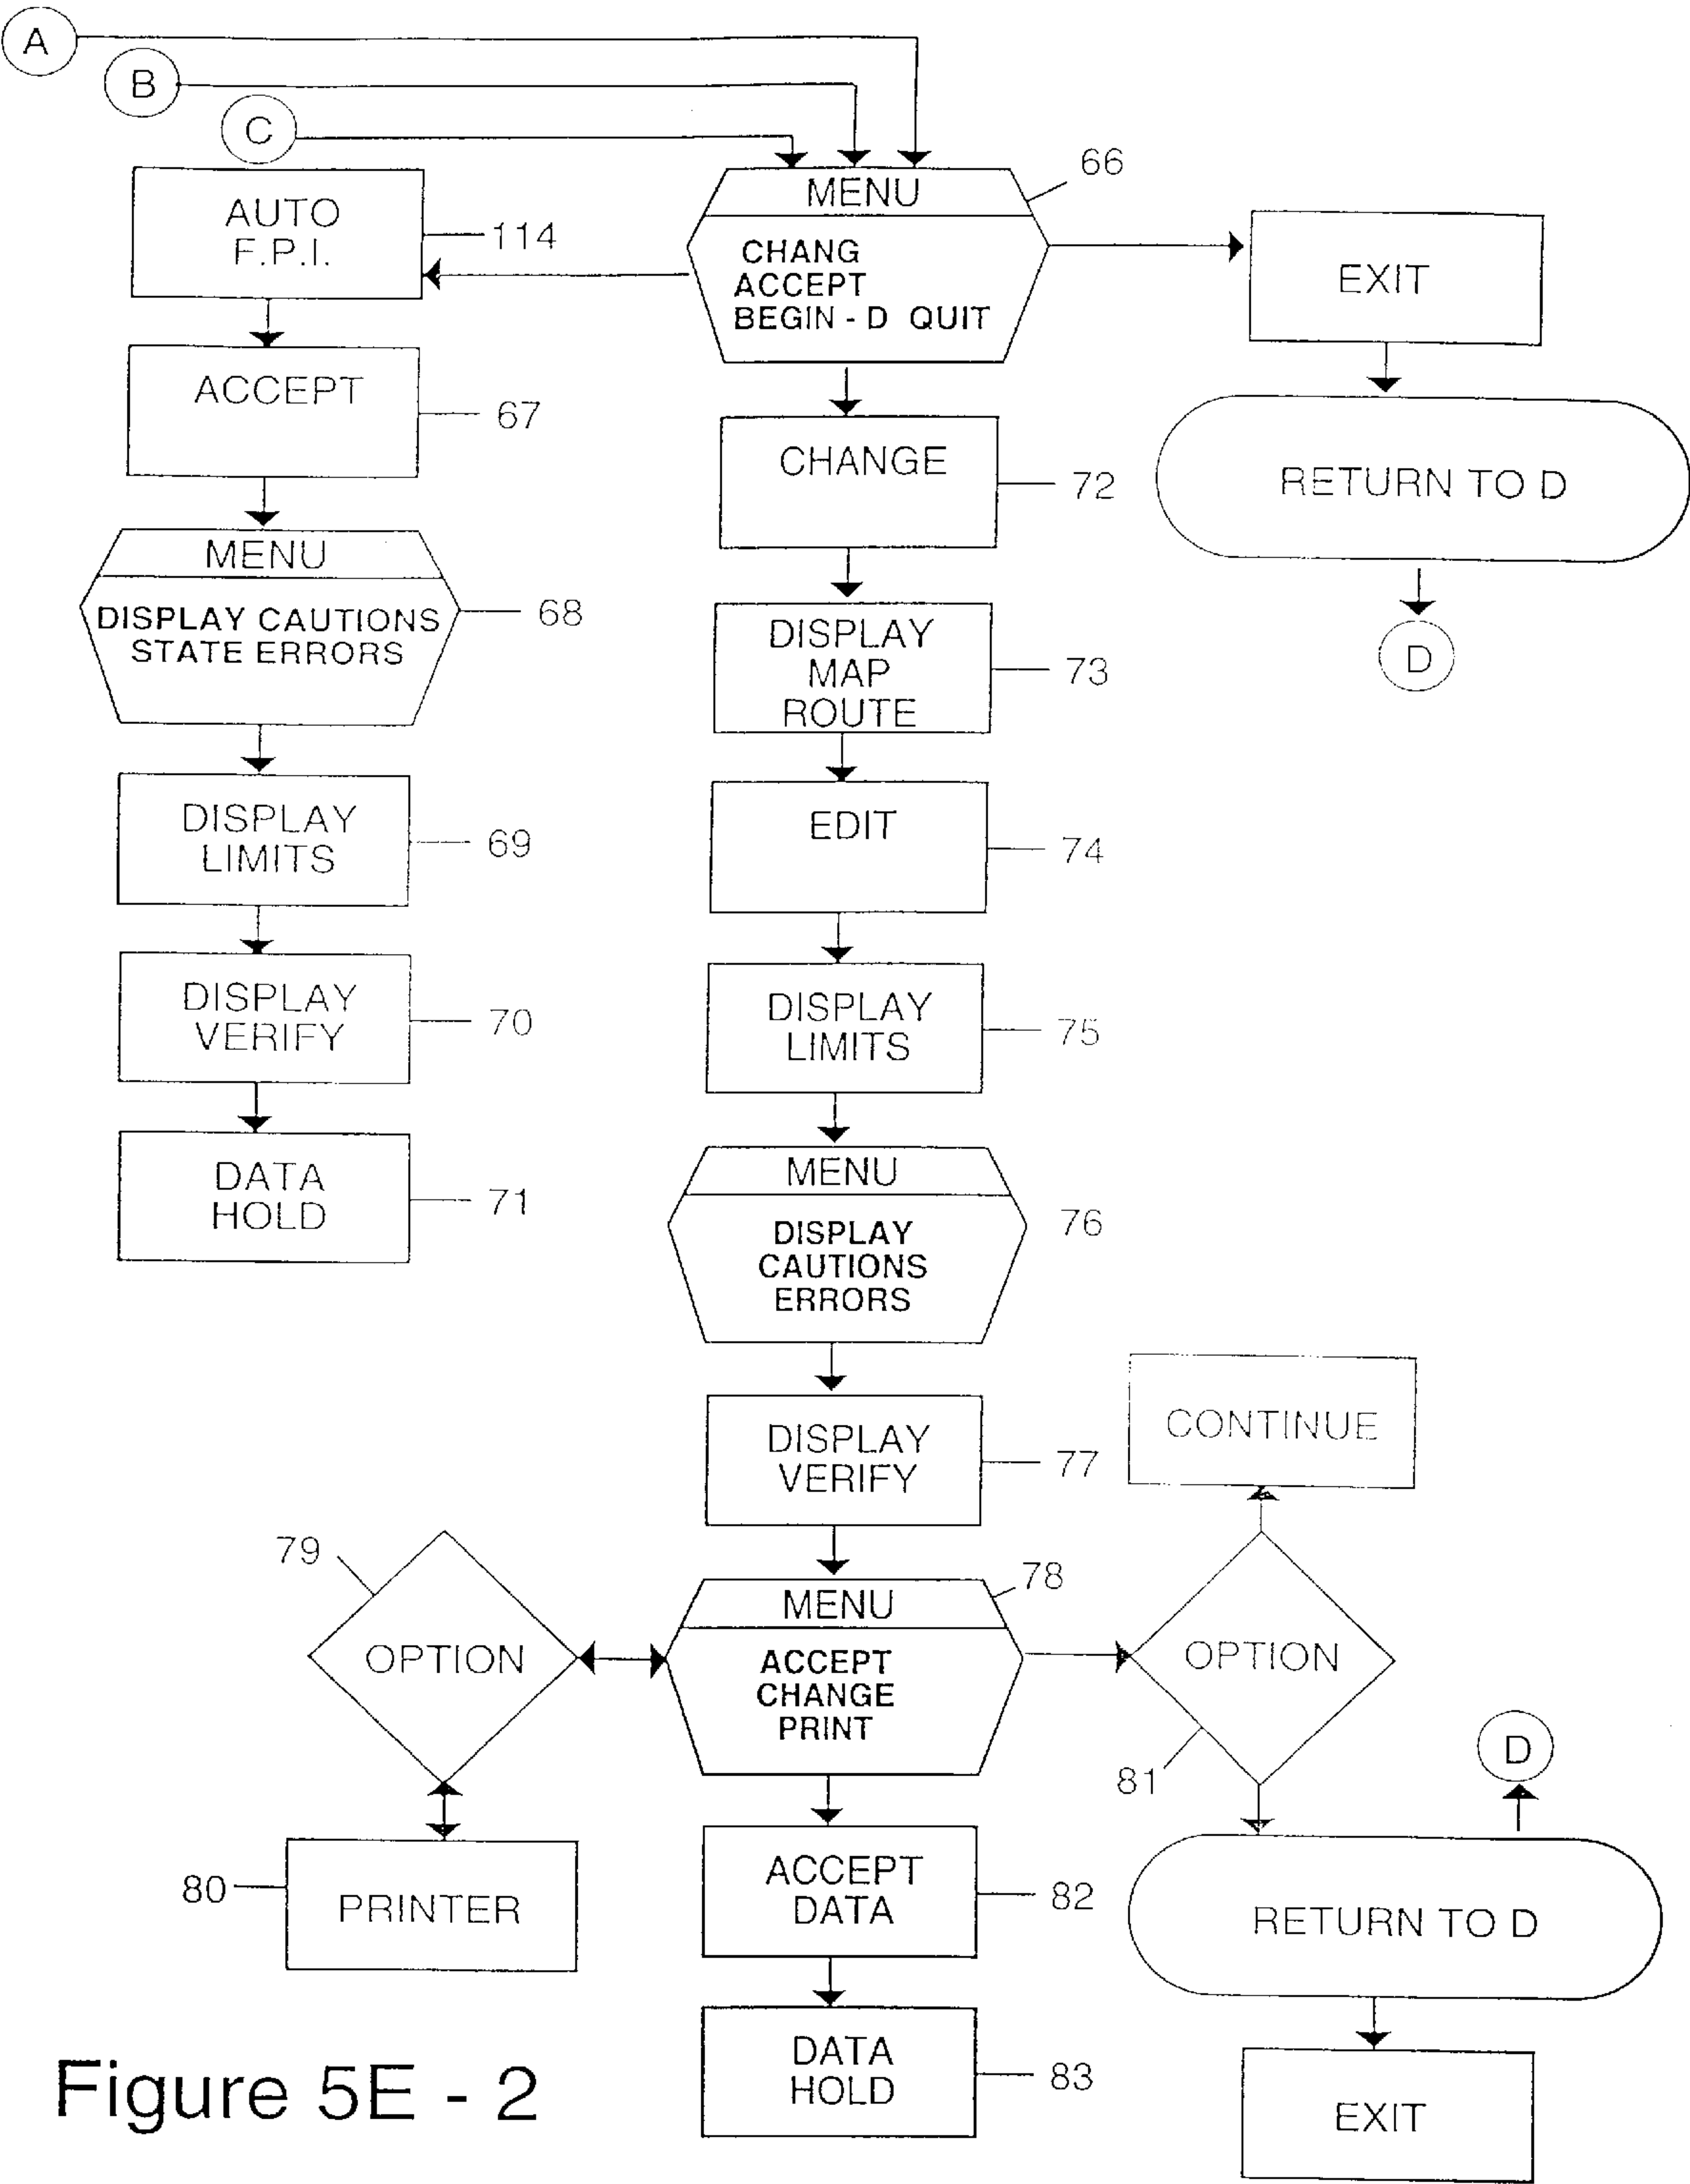 A
B
C
MENU
66
CHANG
ACCEPT
BEGIN - D QUIT
AUTO
F.P.I.
114
EXIT
ACCEPT
67
CHANGE
72
RETURN TO D
D
MENU
DISPLAY CAUTIONS
STATE ERRORS
68
DISPLAY
MAP
ROUTE
73
DISPLAY
LIMITS
69
EDIT
74
DISPLAY
VERIFY
70
DISPLAY
LIMITS
75
DATA
HOLD
71
MENU
DISPLAY
CAUTIONS
ERRORS
76
DISPLAY
VERIFY
77
CONTINUE
79
OPTION
MENU
78
ACCEPT
CHANGE
PRINT
OPTION
81
D
80
PRINTER
ACCEPT
DATA
82
RETURN TO D
DATA
HOLD
83
EXIT
Figure 5E - 2